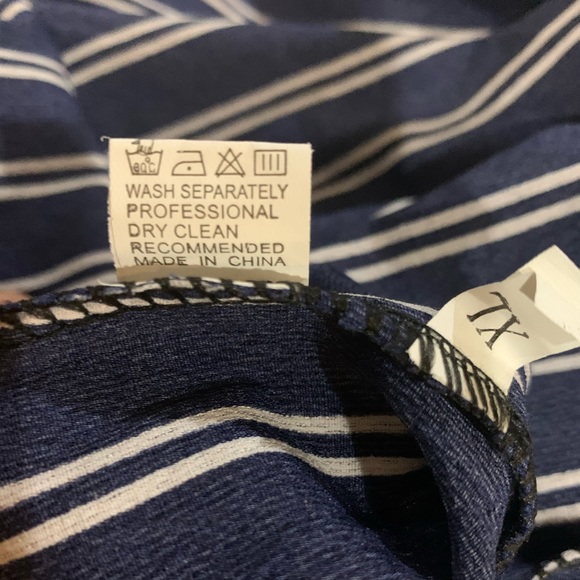 WASH SEPARATELY
PROFESSIONAL
DRY CLEAN
RECOMMENDED
MADE IN CHINA
XL